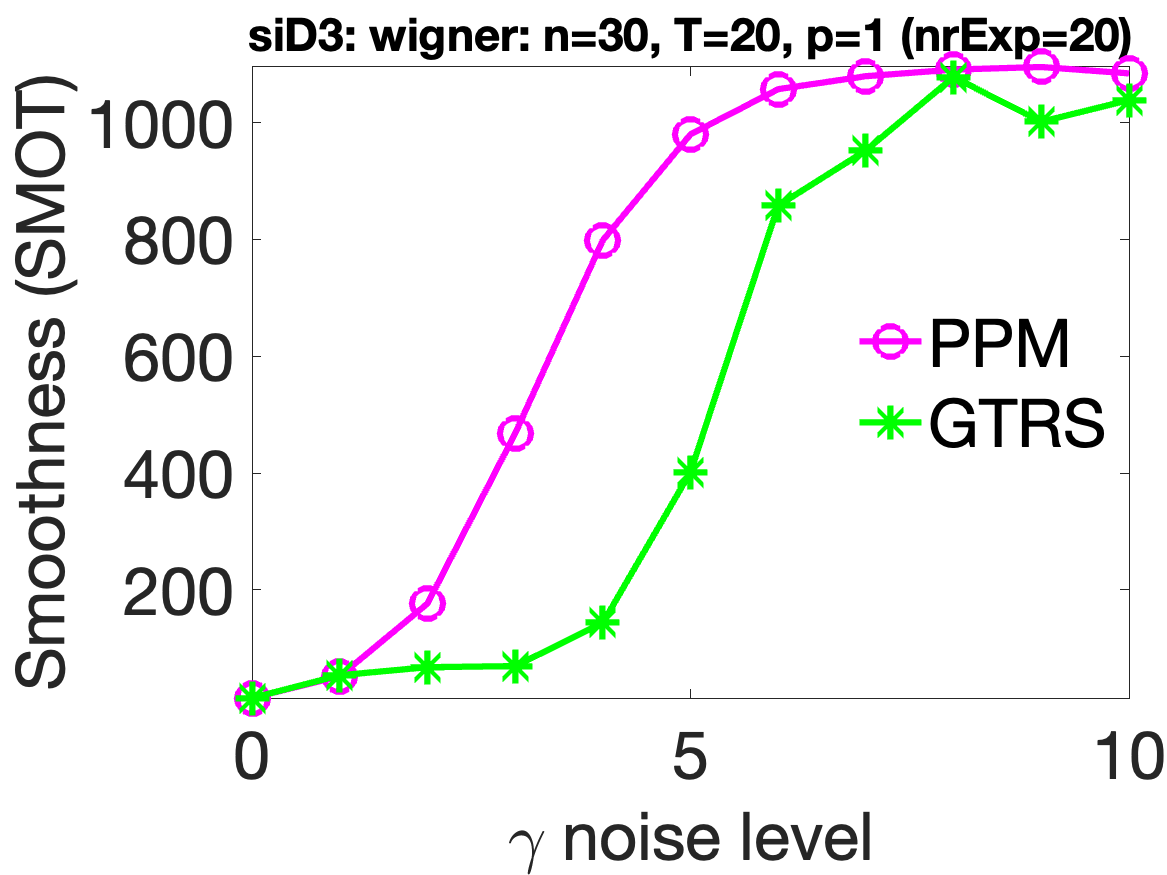 siD3: wigner: n=30, T=20, p=1 (nrExp=20)
Smoothness (SMOT)
1000
800
600
400
200
PPM
GTRS
0 5 10
γ noise level